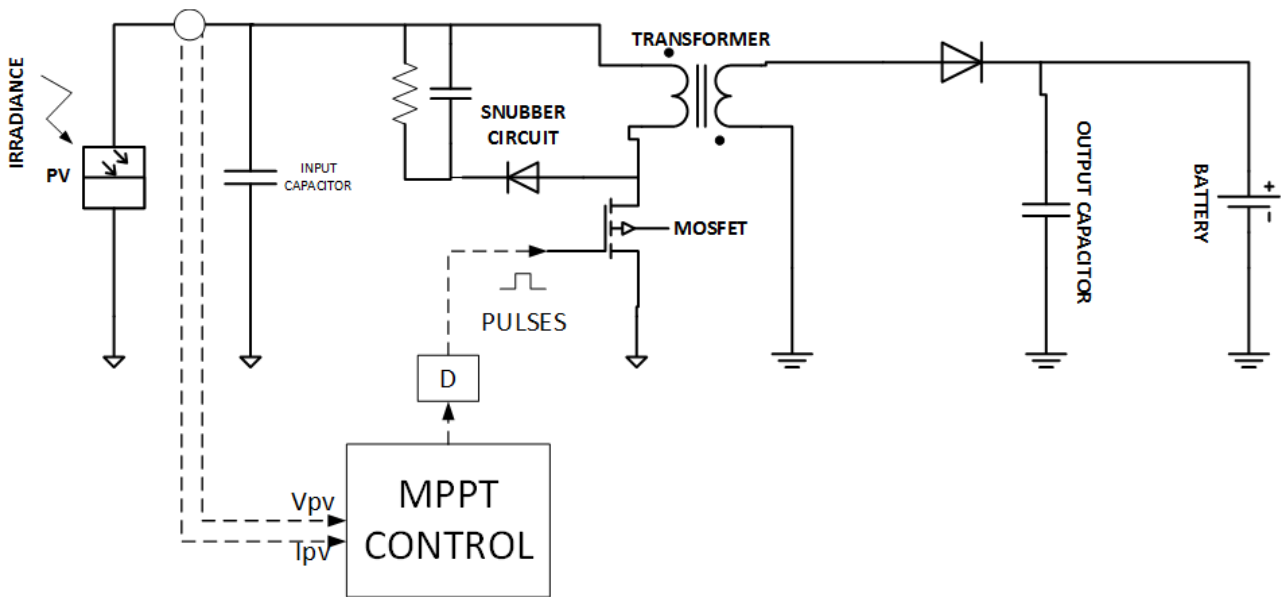 TRANSFORMER
IRRADIANCE
PV
INPUT
CAPACITOR
SNUBBER
CIRCUIT
MOSFET
OUTPUT CAPACITOR
BATTERY
+
-
PULSES
D
MPPT
CONTROL
Vpv
Ipv